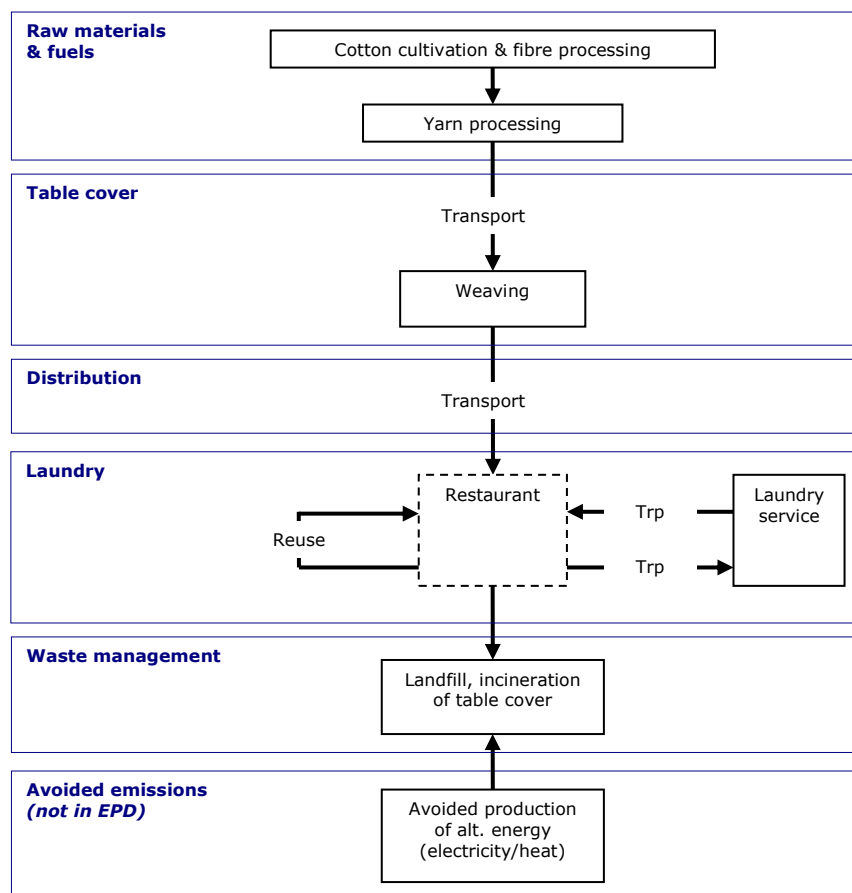 Raw materials
& fuels
Cotton cultivation & fibre processing
Yarn processing
Table cover
Transport
Weaving
Distribution
Transport
Laundry
Restaurant
Laundry
service
Trp
Reuse
Trp
Waste management
Landfill, incineration
of table cover
Avoided emissions
(not in EPD)
Avoided production
of alt. energy
(electricity/heat)